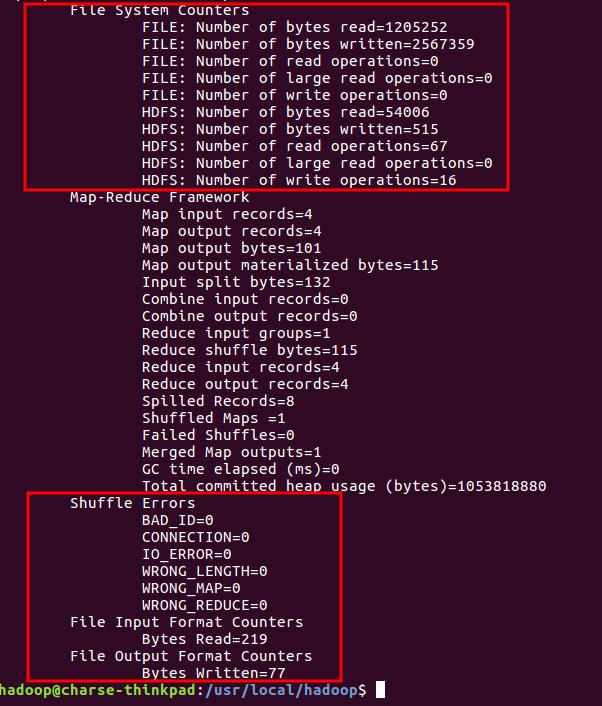 File System Counters
FILE: Number of bytes read=1205252
FILE: Number of bytes written=2567359
FILE: Number of read operations=0
FILE: Number of large read operations=0
FILE: Number of write operations=0
HDFS: Number of bytes read=54006
HDFS: Number of bytes written=515
HDFS: Number of read operations=67
HDFS: Number of large read operations=0
HDFS: Number of write operations=16
Map-Reduce Framework
Map input records=4
Map output records=4
Map output bytes=101
Map output materialized bytes=115
Input split bytes=132
Combine input records=0
Combine output records=0
Reduce input groups=1
Reduce shuffle bytes=115
Reduce input records=4
Reduce output records=4
Spilled Records=8
Shuffled Maps =1
Failed Shuffles=0
Merged Map outputs=1
GC time elapsed (ms)=0
Total committed heap usage (bytes)=1053818880
Shuffle Errors
BAD_ID=0
CONNECTION=0
IO_ERROR=0
WRONG_LENGTH=0
WRONG_MAP=0
WRONG_REDUCE=0
File Input Format Counters
Bytes Read=219
File Output Format Counters
Bytes Written=77
hadoop@charse-thinkpad:/usr/local/hadoop$